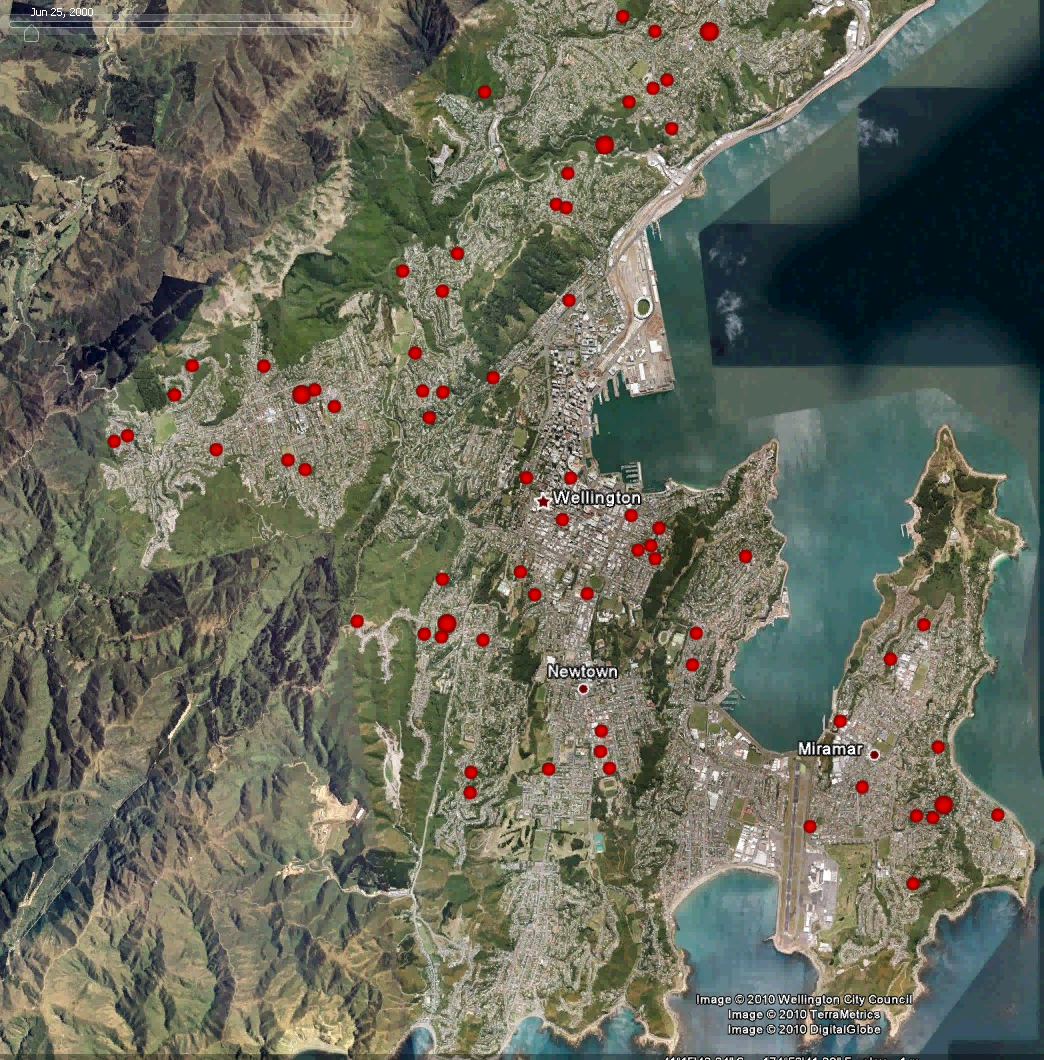 Jun 25, 2000
Wellington
Newtown
Miramar
Image © 2010 Wellington City Council
Image © 2010 TerraMetrics
Image © 2010 DigitalGlobe